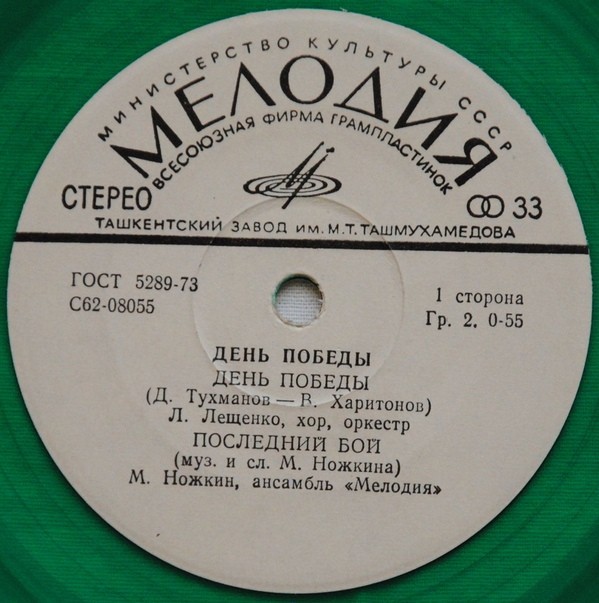 МИНИСТЕРСТВО КУЛЬТУРЫ СССР
МЕЛОДИЯ
ВСЕСОЮЗНАЯ ФИРМА ГРАМПЛАСТИНОК
СТЕРЕО
33
ТАШКЕНТСКИЙ ЗАВОД ИМ. М.Т. ТАШМУХАМЕДОВА
ГОСТ 5289-73
С62-08055
1 сторона
Гр. 2. 0-55
ДЕНЬ ПОБЕДЫ
ДЕНЬ ПОБЕДЫ
(Д. Тухманов — В. Харитонов)
Л. Лещенко, хор, оркестр
ПОСЛЕДНИЙ БОЙ
(муз. и сл. М. Ножкина)
М. Ножкин, ансамбль «Мелодия»